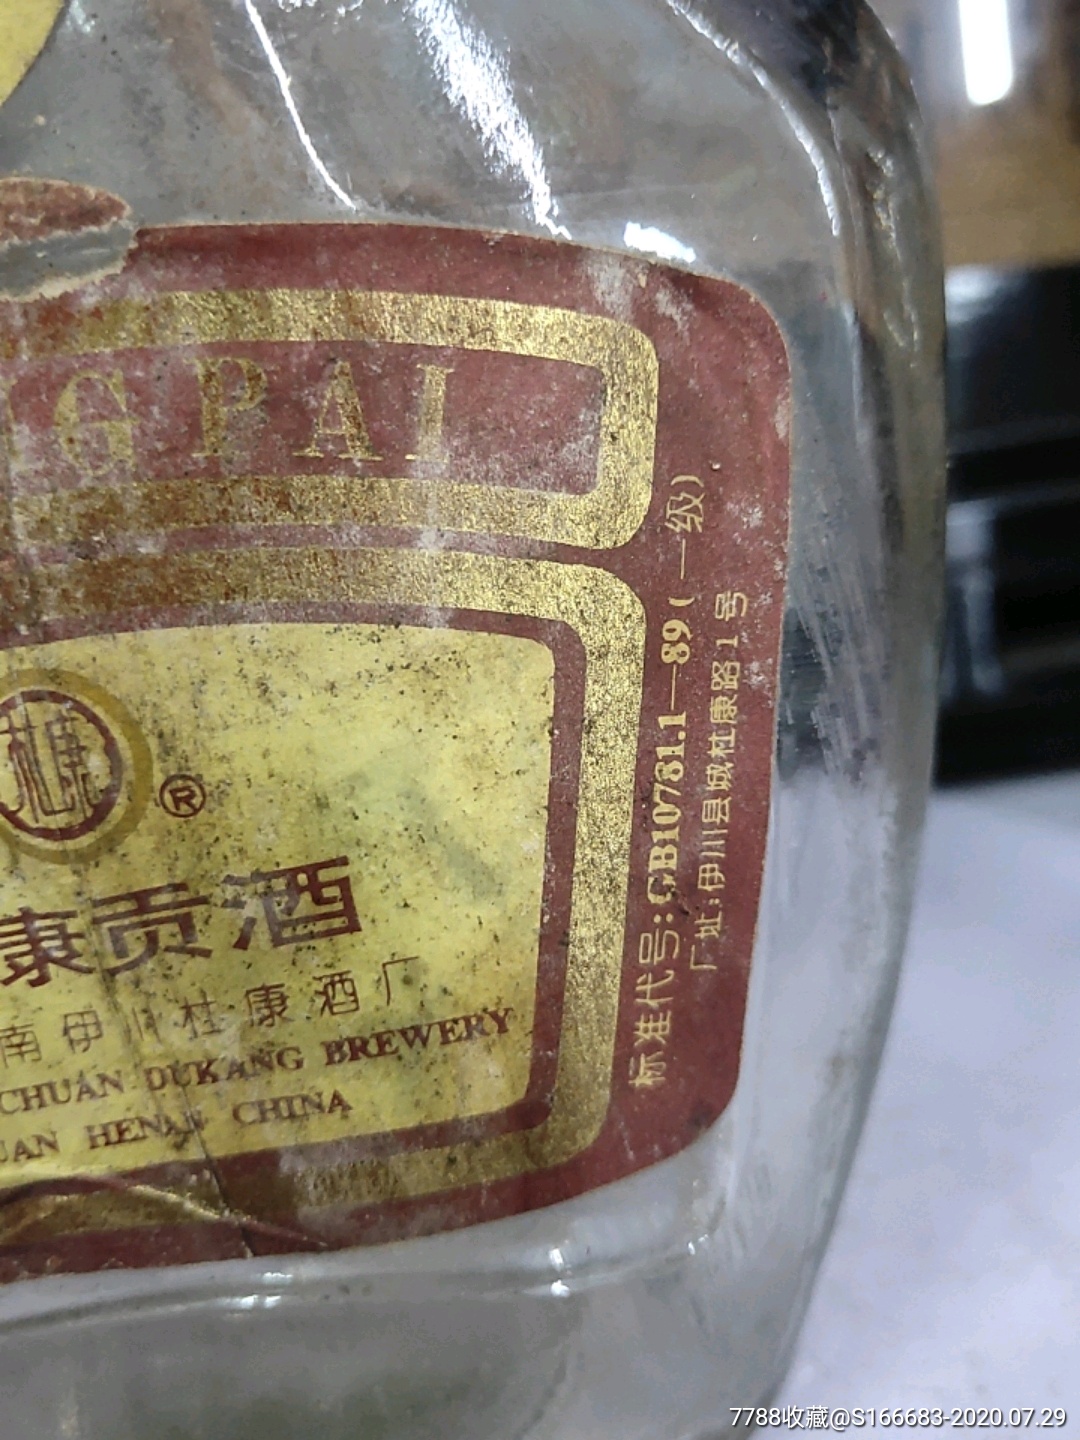 G PAI
杜康
®
康贡酒
南伊川杜康酒厂
CHUAN DUKANG BREWERY
UAN HENAN CHINA
标准代号:GB10781.1—89(一级)
厂址:伊川县城杜康路1号
7788收藏@S166683-2020.07.29